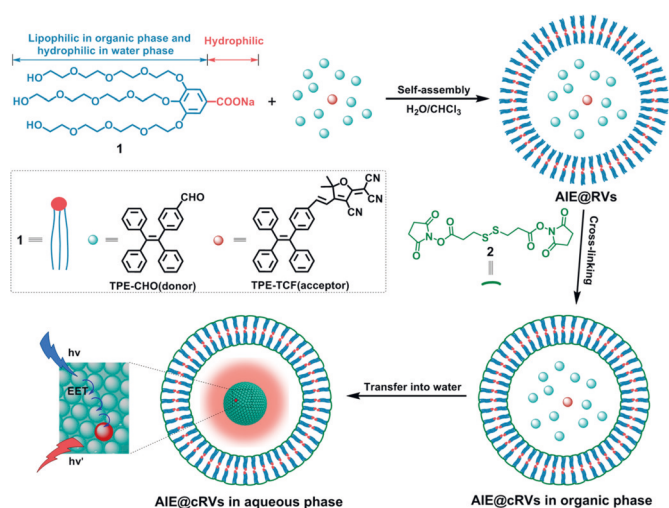 Lipophilic in organic phase and
hydrophilic in water phase
Hydrophilic
HO O O O O
HO O O O O COONa
HO O O O O
1
+
Self-assembly
H₂O/CHCl₃
AIE@RVs
1
CHO
TPE-CHO(donor)
O CN CN
NC
CN
TPE-TCF(acceptor)
O O N O O S S O O N O O
2
Cross-linking
hν
EET
hν'
Transfer into water
AIE@cRVs in aqueous phase
AIE@cRVs in organic phase